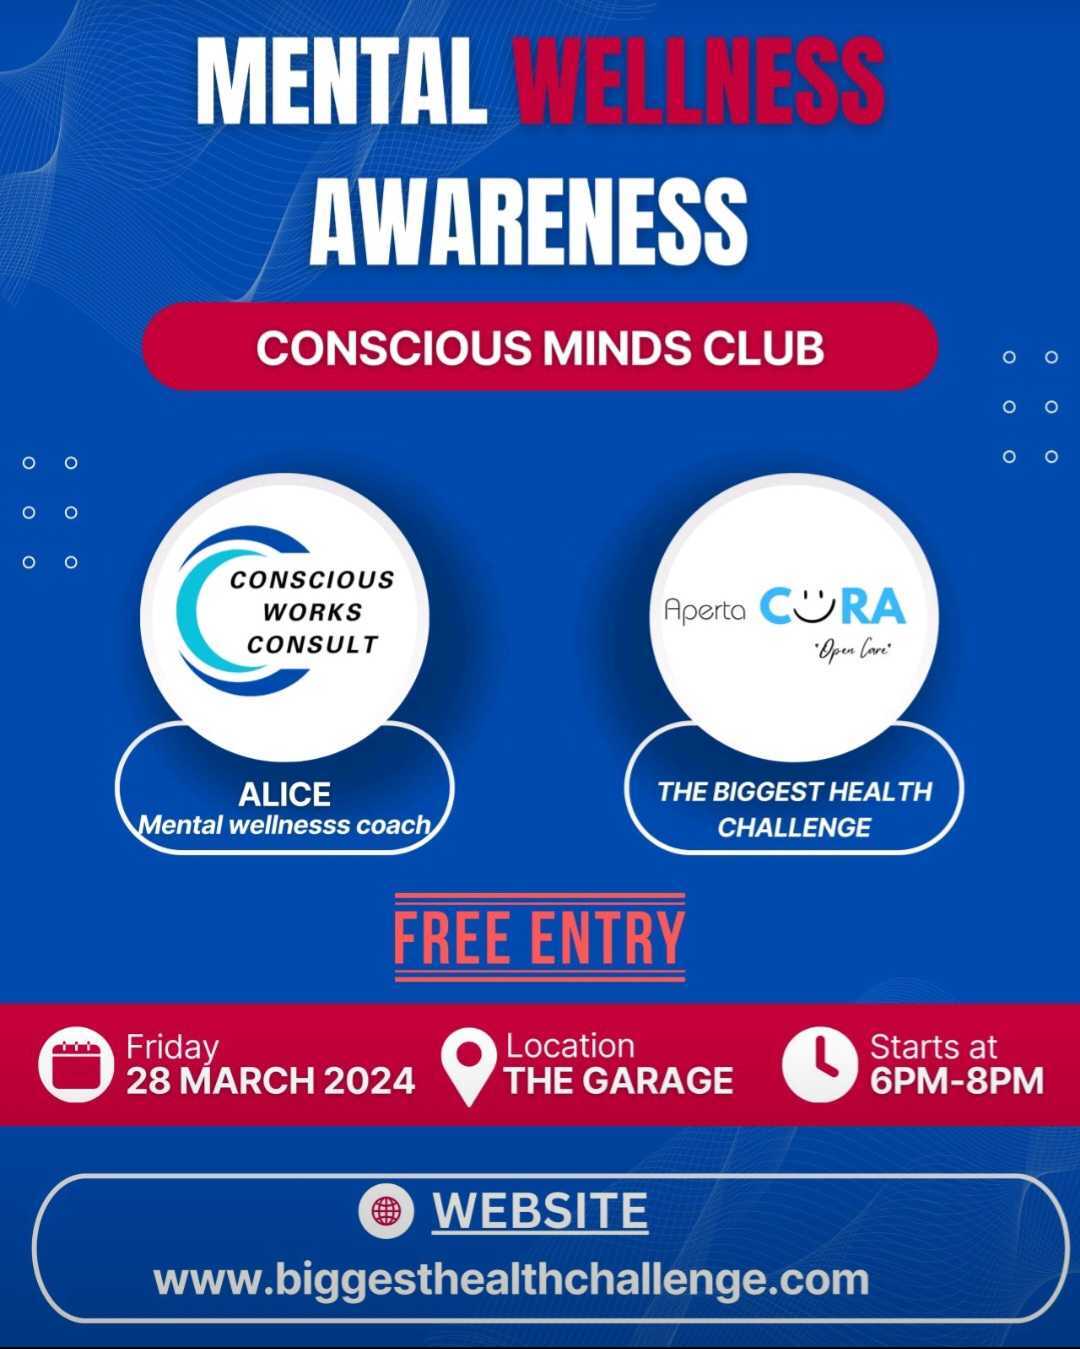 MENTAL WELLNESS
AWARENESS
CONSCIOUS MINDS CLUB
CONSCIOUS
WORKS
CONSULT
ALICE
Mental wellnesss coach
Aperta CURA
"Open Care"
THE BIGGEST HEALTH
CHALLENGE
FREE ENTRY
Friday
28 MARCH 2024
Location
THE GARAGE
Starts at
6PM-8PM
WEBSITE
www.biggesthealthchallenge.com